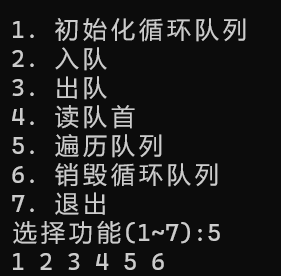 1. 初始化循环队列
2. 入队
3. 出队
4. 读队首
5. 遍历队列
6. 销毁循环队列
7. 退出
选择功能(1~7):5
1 2 3 4 5 6